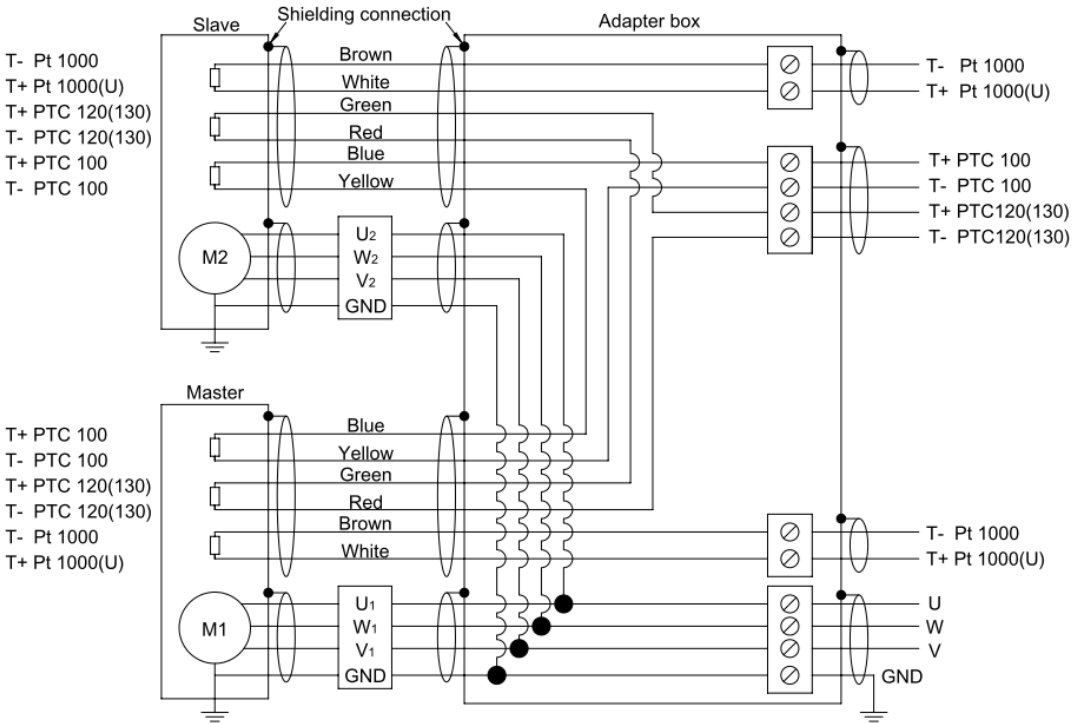 Shielding connection
Slave
Adapter box
T- Pt 1000
T+ Pt 1000(U)
T+ PTC 120(130)
T- PTC 120(130)
T+ PTC 100
T- PTC 100
Brown
White
Green
Red
Blue
Yellow
M2
U2
W2
V2
GND
T- Pt 1000
T+ Pt 1000(U)
T+ PTC 100
T- PTC 100
T+ PTC120(130)
T- PTC120(130)
Master
T+ PTC 100
T- PTC 100
T+ PTC 120(130)
T- PTC 120(130)
T- Pt 1000
T+ Pt 1000(U)
Blue
Yellow
Green
Red
Brown
White
M1
U1
W1
V1
GND
T- Pt 1000
T+ Pt 1000(U)
U
W
V
GND